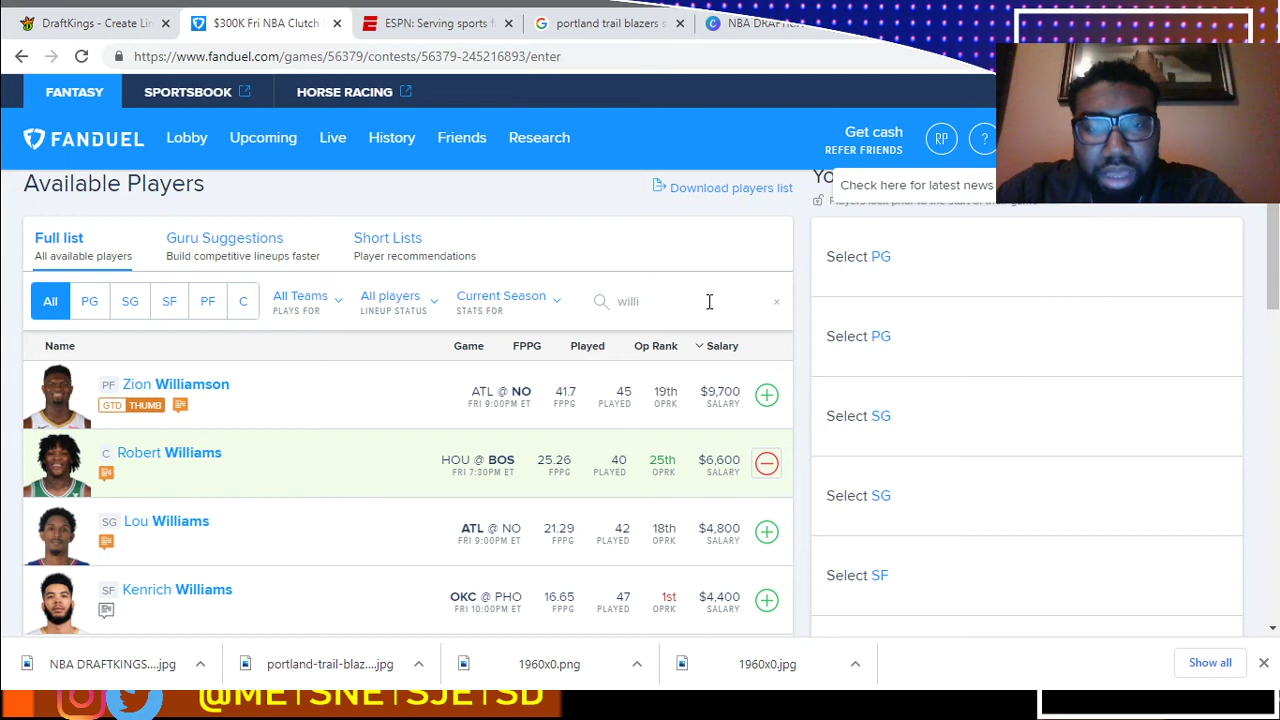 DraftKings - Create Lin
$300K Fri NBA Clutch
ESPN: Serving sports f
portland trail blazers s
NBA DRAFTKIN
https://www.fanduel.com/games/56379/contests/56379-245216893/enter
FANTASY
SPORTSBOOK
HORSE RACING
FANDUEL
Lobby
Upcoming
Live
History
Friends
Research
Get cash
REFER FRIENDS
RP
?
Available Players
Download players list
Yo
Check here for latest news
Full list
All available players
Guru Suggestions
Build competitive lineups faster
Short Lists
Player recommendations
All
PG
SG
SF
PF
C
All Teams
PLAYS FOR
All players
LINEUP STATUS
Current Season
STATS FOR
willi
Name
Game
FPPG
Played
Op Rank
Salary
PF Zion Williamson
GTD THUMB
ATL @ NO
FRI 9:00PM ET
41.7
FPPG
45
PLAYED
19th
OPRK
$9,700
SALARY
C Robert Williams
HOU @ BOS
FRI 7:30PM ET
25.26
FPPG
40
PLAYED
25th
OPRK
$6,600
SALARY
SG Lou Williams
ATL @ NO
FRI 9:00PM ET
21.29
FPPG
42
PLAYED
18th
OPRK
$4,800
SALARY
SF Kenrich Williams
OKC @ PHO
FRI 10:00PM ET
16.65
FPPG
47
PLAYED
1st
OPRK
$4,400
SALARY
Select PG
Select PG
Select SG
Select SG
Select SF
NBA DRAFTKINGS....jpg
portland-trail-blaz....jpg
1960x0.png
1960x0.jpg
Show all
@METSNETSJETSD